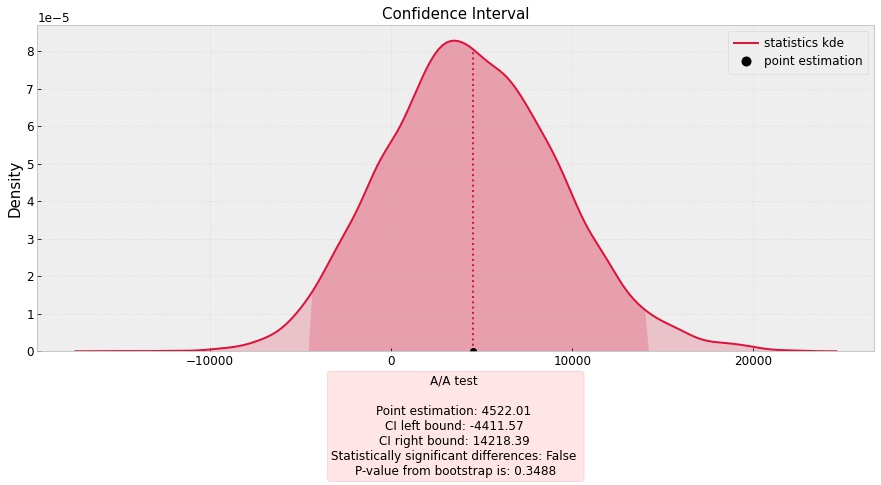 Confidence Interval
1e−5
statistics kde
point estimation
8
7
6
5
4
3
2
1
0
Density
−10000
0
10000
20000
A/A test
Point estimation: 4522.01
CI left bound: -4411.57
CI right bound: 14218.39
Statistically significant differences: False
P-value from bootstrap is: 0.3488